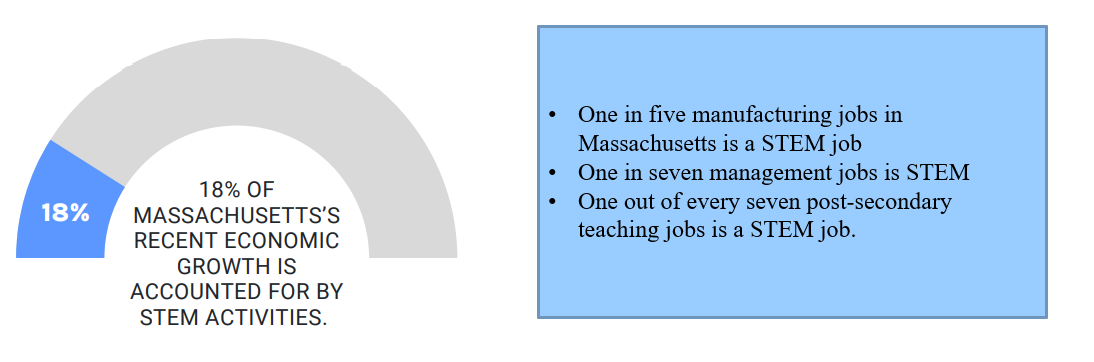 18%
18% OF
MASSACHUSETTS’S
RECENT ECONOMIC
GROWTH IS
ACCOUNTED FOR BY
STEM ACTIVITIES.
• One in five manufacturing jobs in
Massachusetts is a STEM job
• One in seven management jobs is STEM
• One out of every seven post-secondary
teaching jobs is a STEM job.